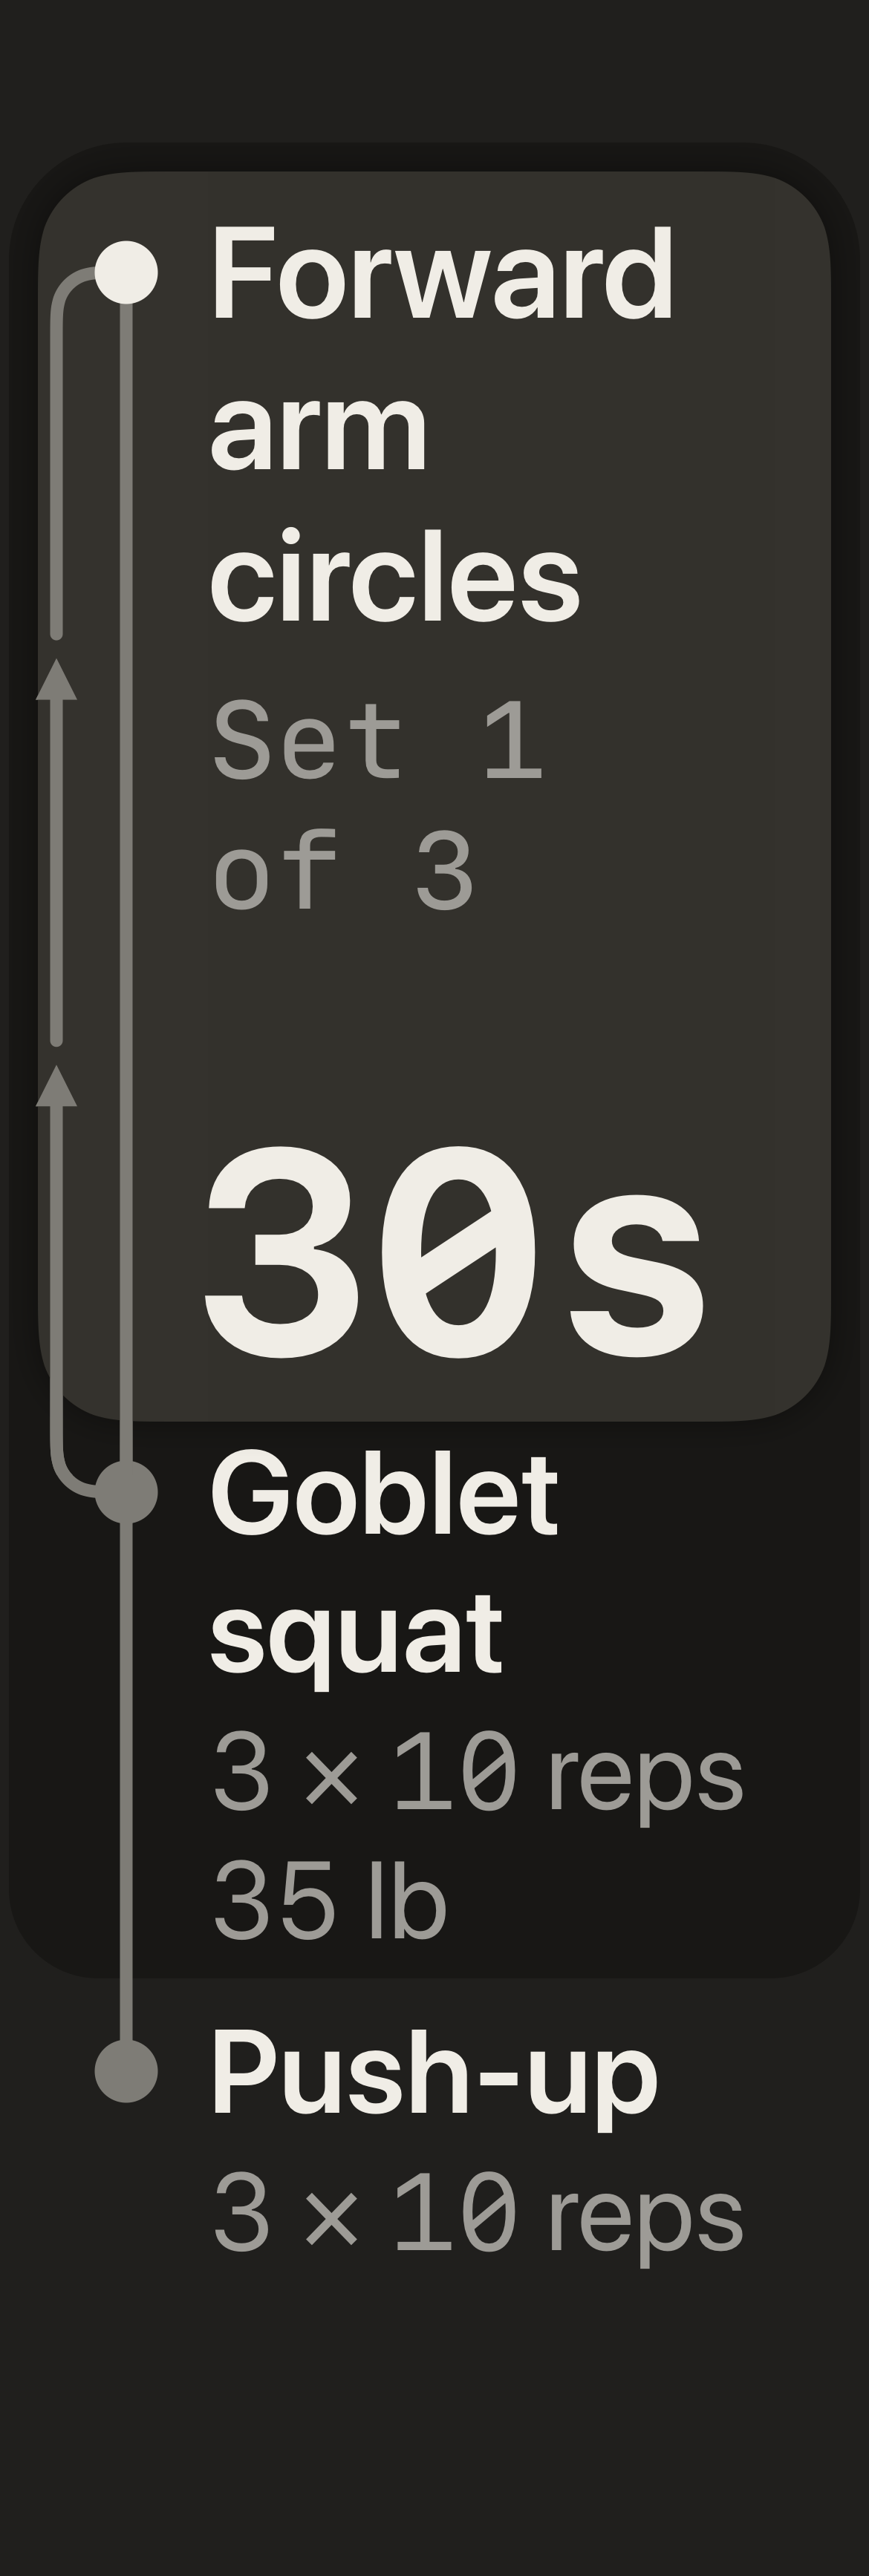 Forward
arm
circles
Set 1
of 3
30s
Goblet
squat
3 × 10 reps
35 lb
Push-up
3 × 10 reps